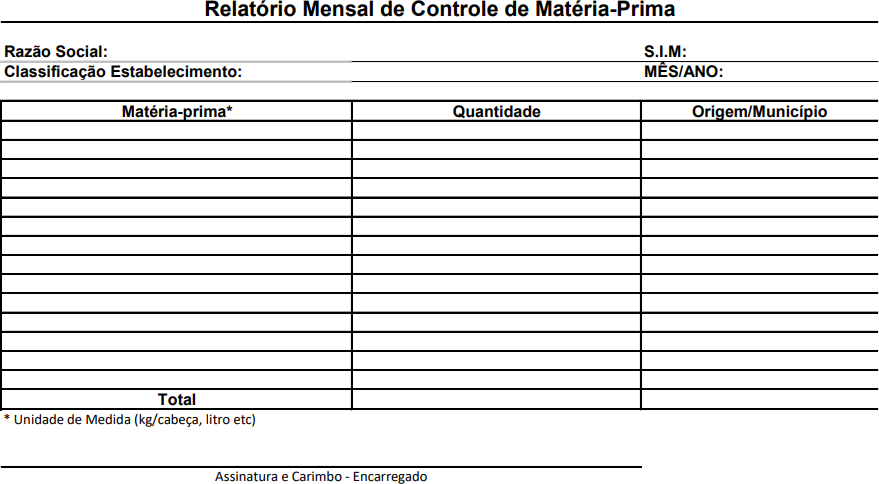 Relatório Mensal de Controle de Matéria-Prima
Razão Social: S.I.M:
Classificação Estabelecimento: MÊS/ANO:
Matéria-prima* Quantidade Origem/Município
Total
* Unidade de Medida (kg/cabeça, litro etc)
Assinatura e Carimbo - Encarregado